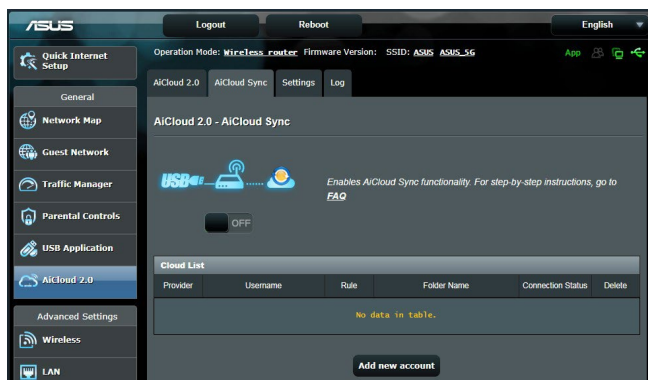 ASUS
Logout
Reboot
English
Quick Internet
Setup
General
Network Map
Guest Network
Traffic Manager
Parental Controls
USB Application
AiCloud 2.0
Advanced Settings
Wireless
LAN
Operation Mode: Wireless router Firmware Version: SSID: ASUS ASUS_5G
App
AiCloud 2.0
AiCloud Sync
Settings
Log
AiCloud 2.0 - AiCloud Sync
USB
Enables AiCloud Sync functionality. For step-by-step instructions, go to
FAQ
OFF
Cloud List
Provider Username Rule Folder Name Connection Status Delete
No data in table.
Add new account